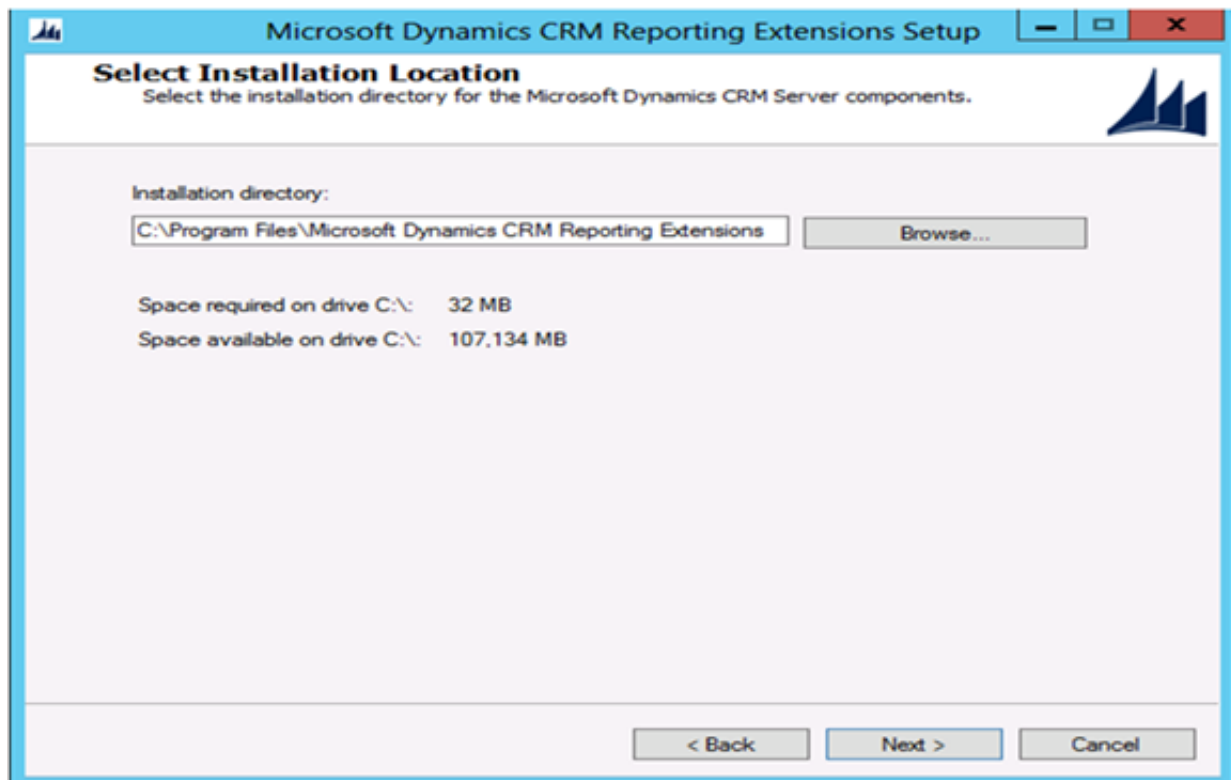 Microsoft Dynamics CRM Reporting Extensions Setup
Select Installation Location
Select the installation directory for the Microsoft Dynamics CRM Server components.
Installation directory:
C:\Program Files\Microsoft Dynamics CRM Reporting Extensions Browse...
Space required on drive C:\: 32 MB
Space available on drive C:\: 107,134 MB
< Back Next > Cancel